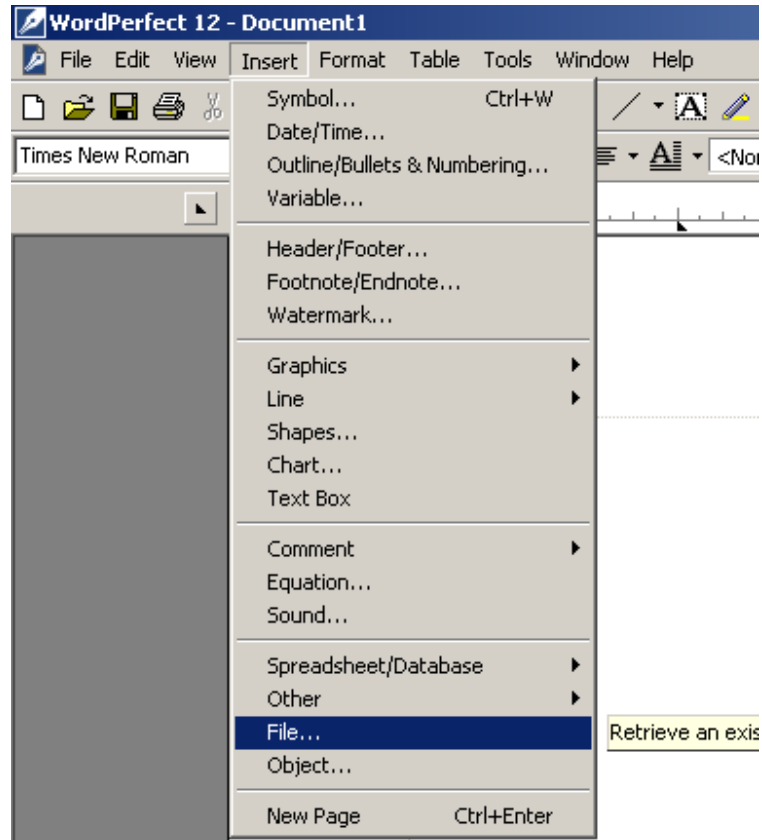 WordPerfect 12 - Document1
File Edit View Insert Format Table Tools Window Help
Times New Roman
Symbol... Ctrl+W
Date/Time...
Outline/Bullets & Numbering...
Variable...
Header/Footer...
Footnote/Endnote...
Watermark...
Graphics
Line
Shapes...
Chart...
Text Box
Comment
Equation...
Sound...
Spreadsheet/Database
Other
File...
Retrieve an exis
Object...
New Page Ctrl+Enter